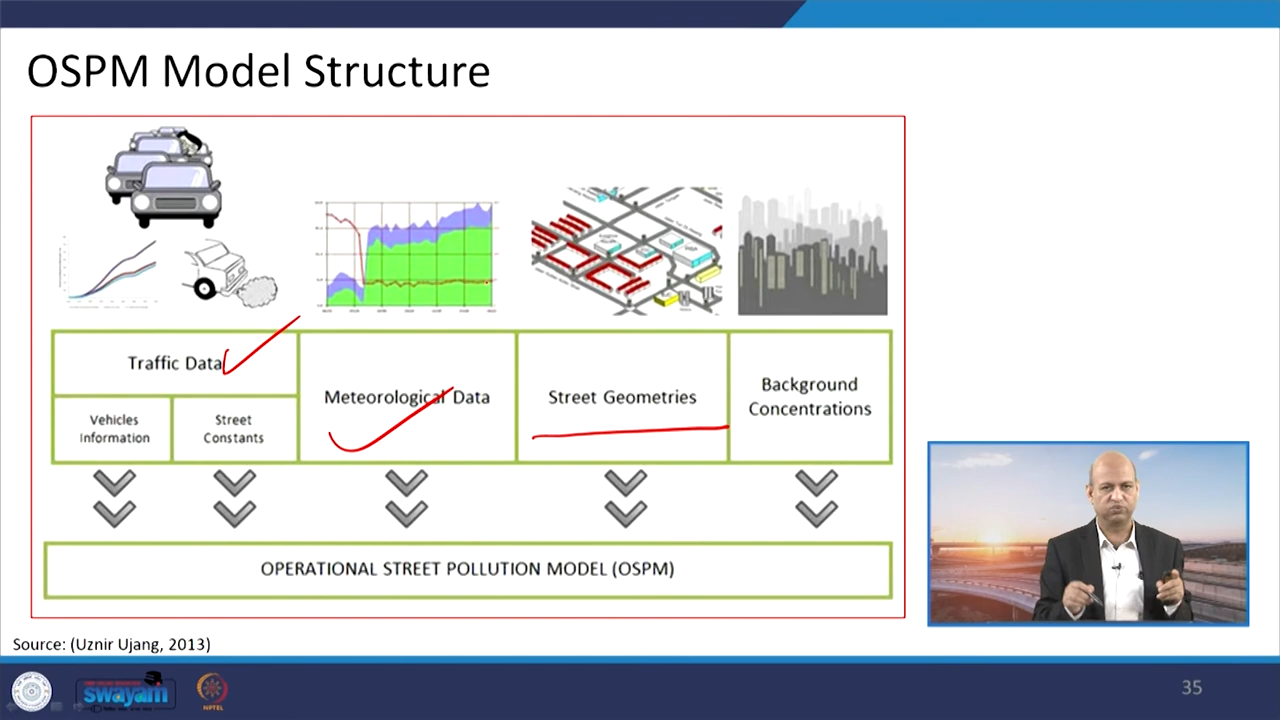 OSPM Model Structure
Traffic Data
Vehicles
Information
Street
Constants
Meteorological Data
Street Geometries
Background
Concentrations
OPERATIONAL STREET POLLUTION MODEL (OSPM)
Source: (Uznir Ujang, 2013)
swayam
NPTEL
35